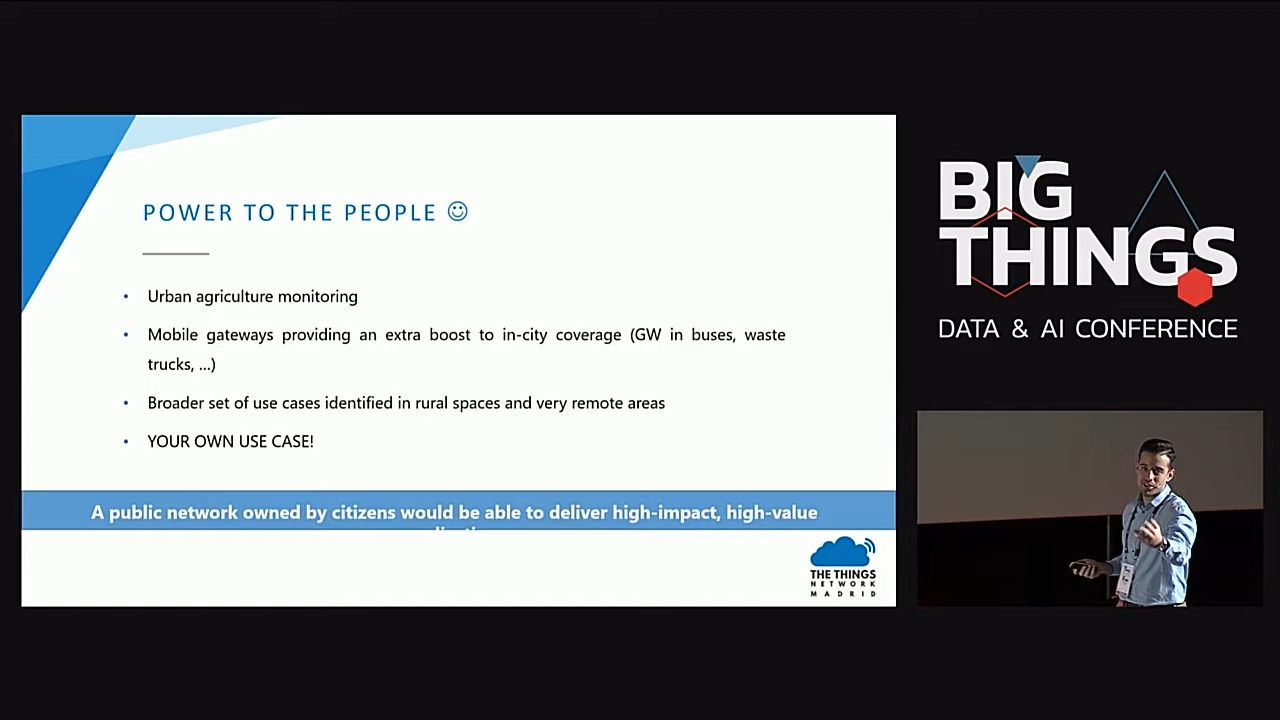 POWER TO THE PEOPLE ☺
• Urban agriculture monitoring
• Mobile gateways providing an extra boost to in-city coverage (GW in buses, waste
trucks, ...)
• Broader set of use cases identified in rural spaces and very remote areas
• YOUR OWN USE CASE!
A public network owned by citizens would be able to deliver high-impact, high-value
THE THINGS
NETWORK
MADRID
BIG
THINGS
DATA & AI CONFERENCE